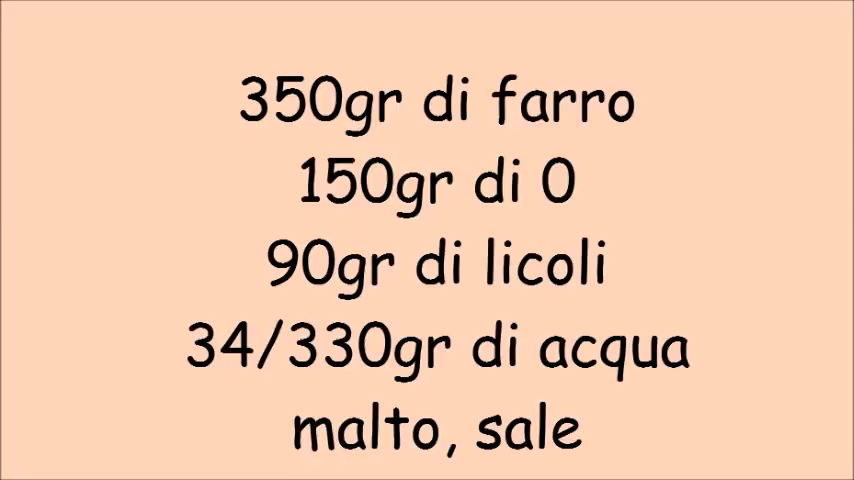 350gr di farro
150gr di 0
90gr di licoli
34/330gr di acqua
malto, sale